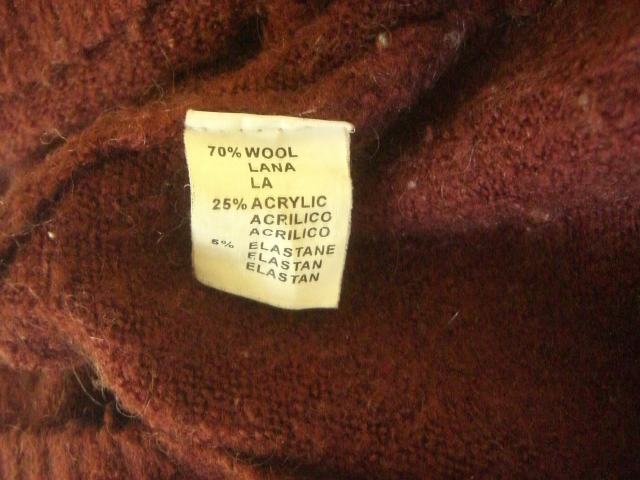 70% WOOL
LANA
LA
25% ACRYLIC
ACRILICO
ACRILICO
5% ELASTANE
ELASTAN
ELASTAN